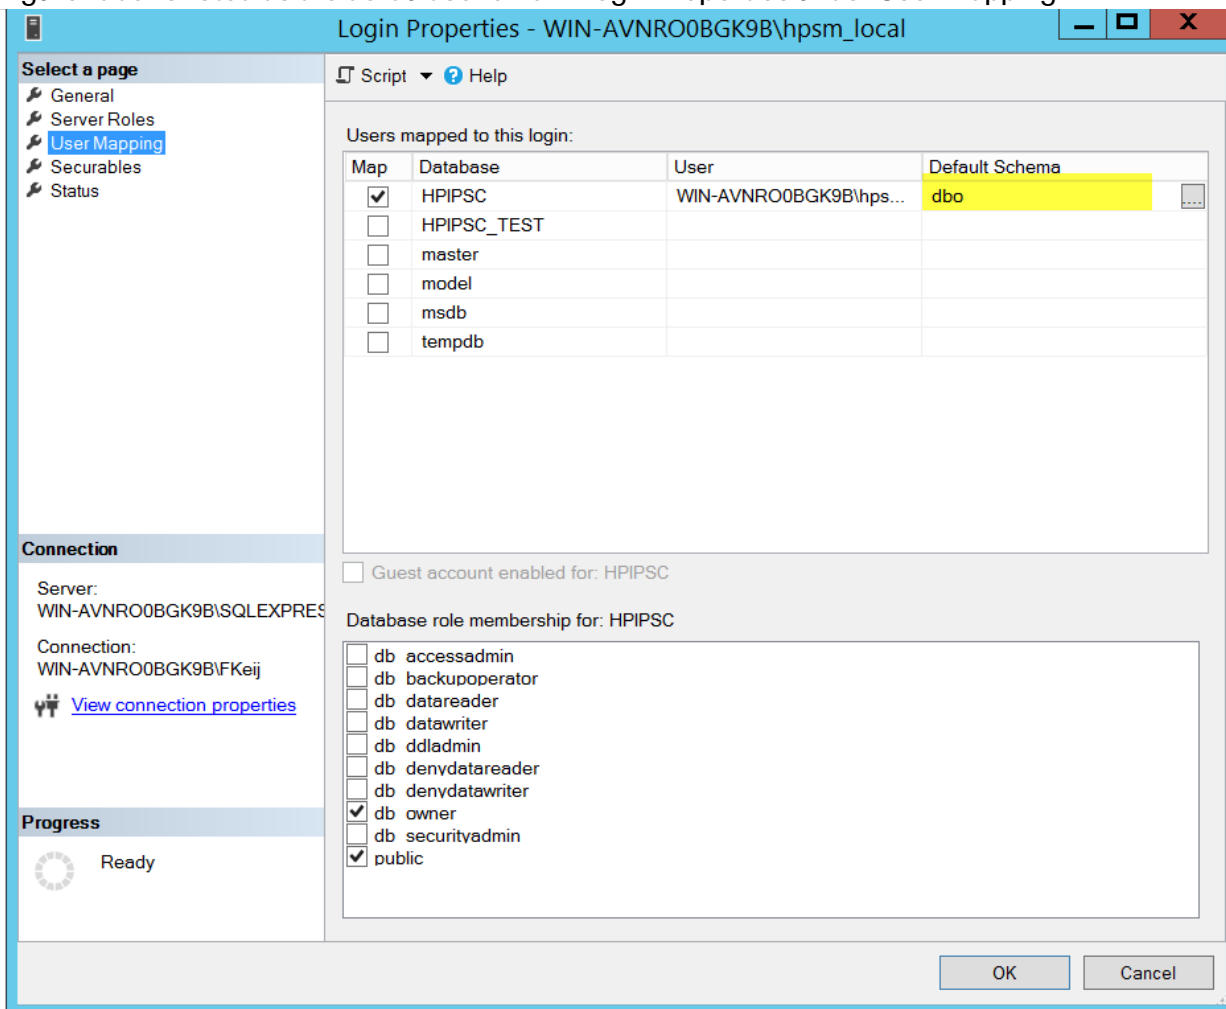 Login Properties - WIN-AVNRO0BGK9B\hpsm_local
Select a page
General
Server Roles
User Mapping
Securables
Status
Script Help
Users mapped to this login:
Map Database User Default Schema
HPIPSC WIN-AVNRO0BGK9B\hps... dbo ...
HPIPSC_TEST
master
model
msdb
tempdb
Guest account enabled for: HPIPSC
Database role membership for: HPIPSC
db_accessadmin
db_backupoperator
db_datareader
db_datawriter
db_ddladmin
db_denydatareader
db_denydatawriter
db_owner
db_securityadmin
public
Connection
Server:
WIN-AVNRO0BGK9B\SQLEXPRES
Connection:
WIN-AVNRO0BGK9B\FKeij
View connection properties
Progress
Ready
OK Cancel